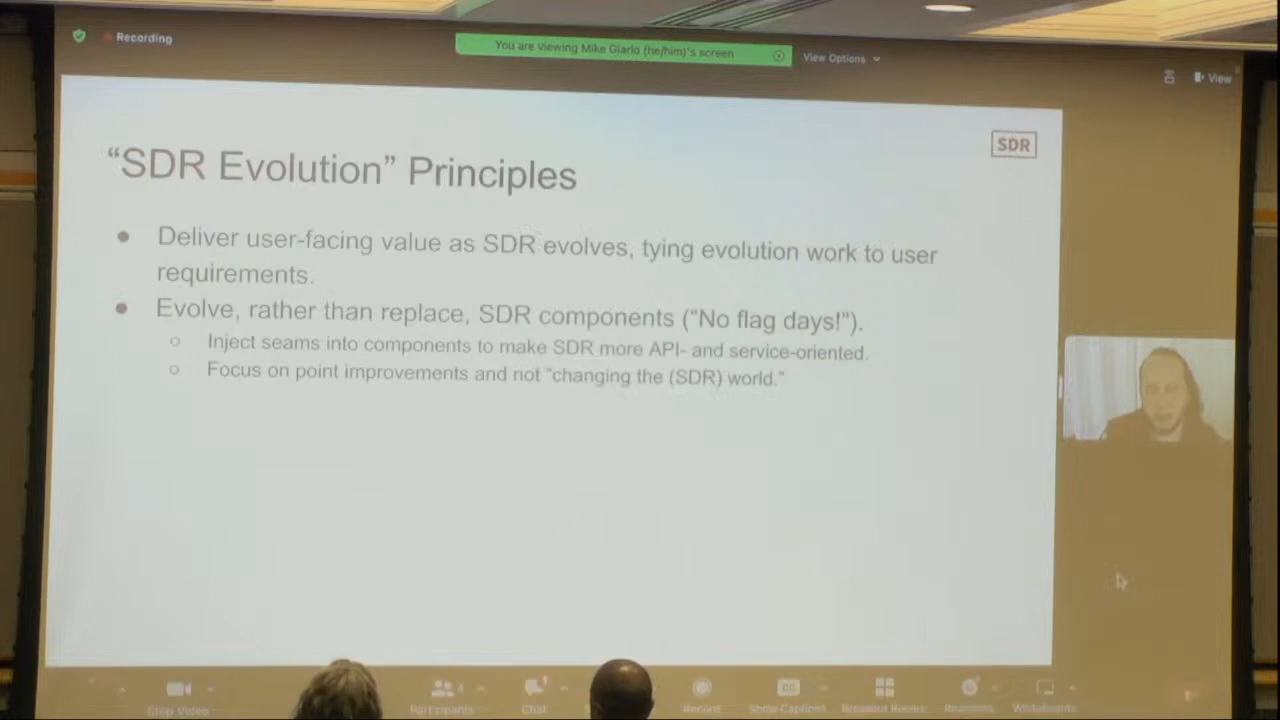 Recording
You are viewing Mike Giarlo (he/him)'s screen
View Options
View
SDR
“SDR Evolution” Principles
● Deliver user-facing value as SDR evolves, tying evolution work to user
requirements.
● Evolve, rather than replace, SDR components (“No flag days!”).
○ Inject seams into components to make SDR more API- and service-oriented.
○ Focus on point improvements and not "changing the (SDR) world."
Stop Video
Participants
Chat
Record
Show Captions
Breakout Rooms
Reactions
Whiteboards